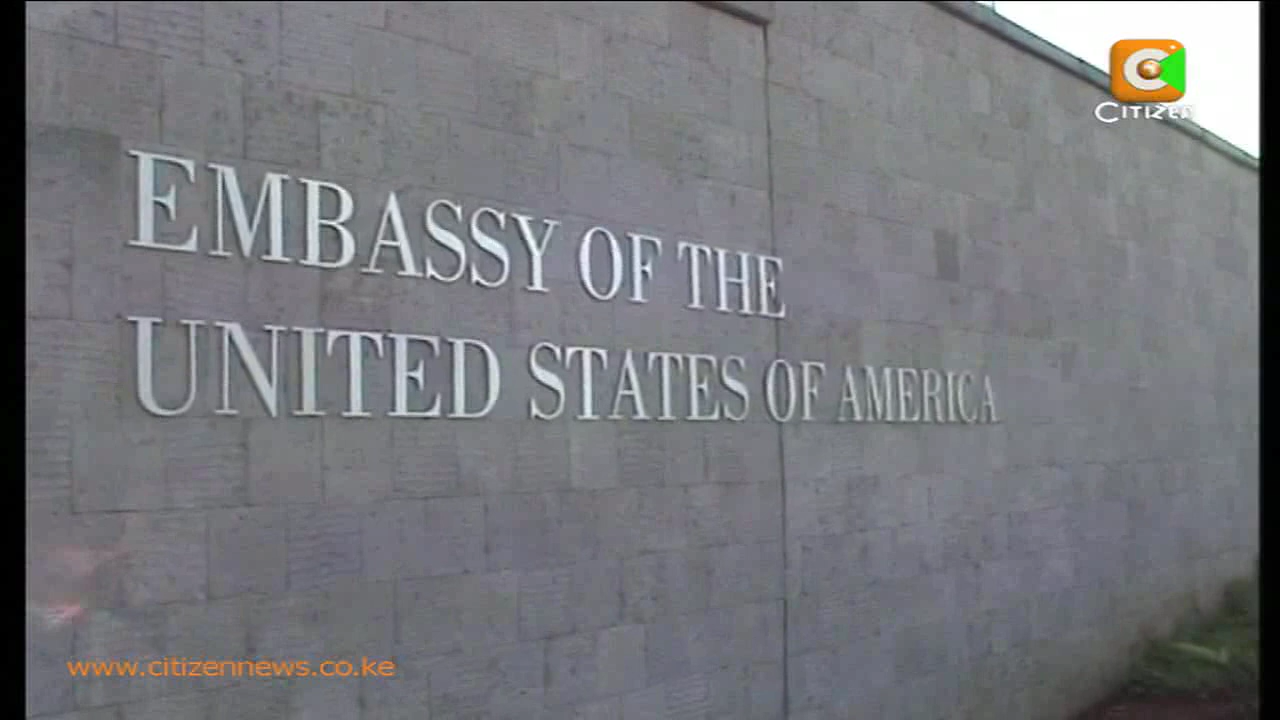 CITIZEN
EMBASSY OF THE
UNITED STATES OF AMERICA
www.citizennews.co.ke